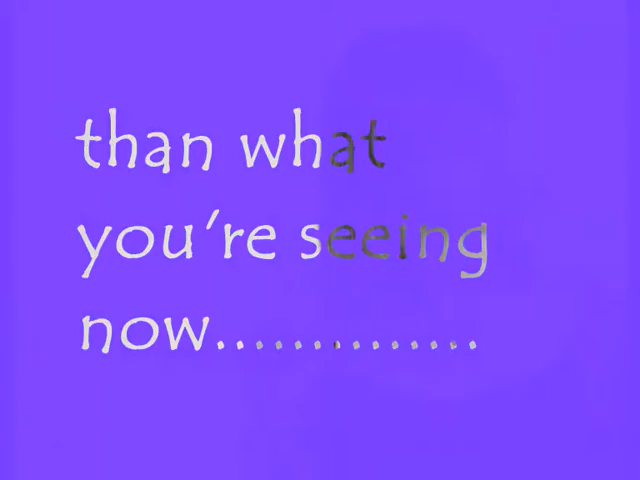 than what
you're seeing
now..............